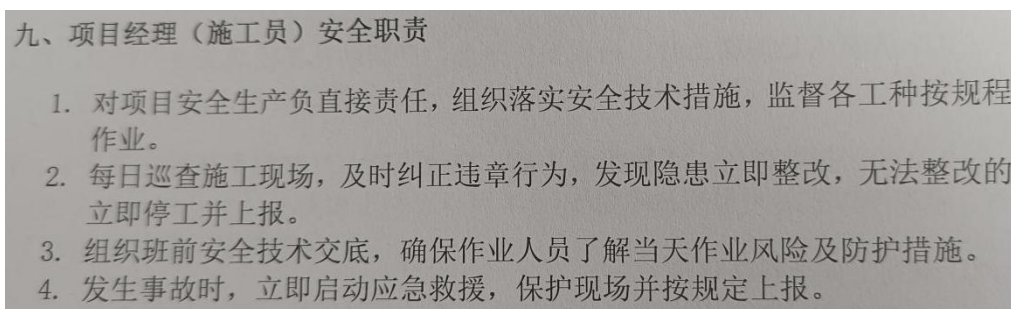 九、项目经理（施工员）安全职责
1. 对项目安全生产负直接责任，组织落实安全技术措施，监督各工种按规程
作业。
2. 每日巡查施工现场，及时纠正违章行为，发现隐患立即整改，无法整改的
立即停工并上报。
3. 组织班前安全技术交底，确保作业人员了解当天作业风险及防护措施。
4. 发生事故时，立即启动应急救援，保护现场并按规定上报。